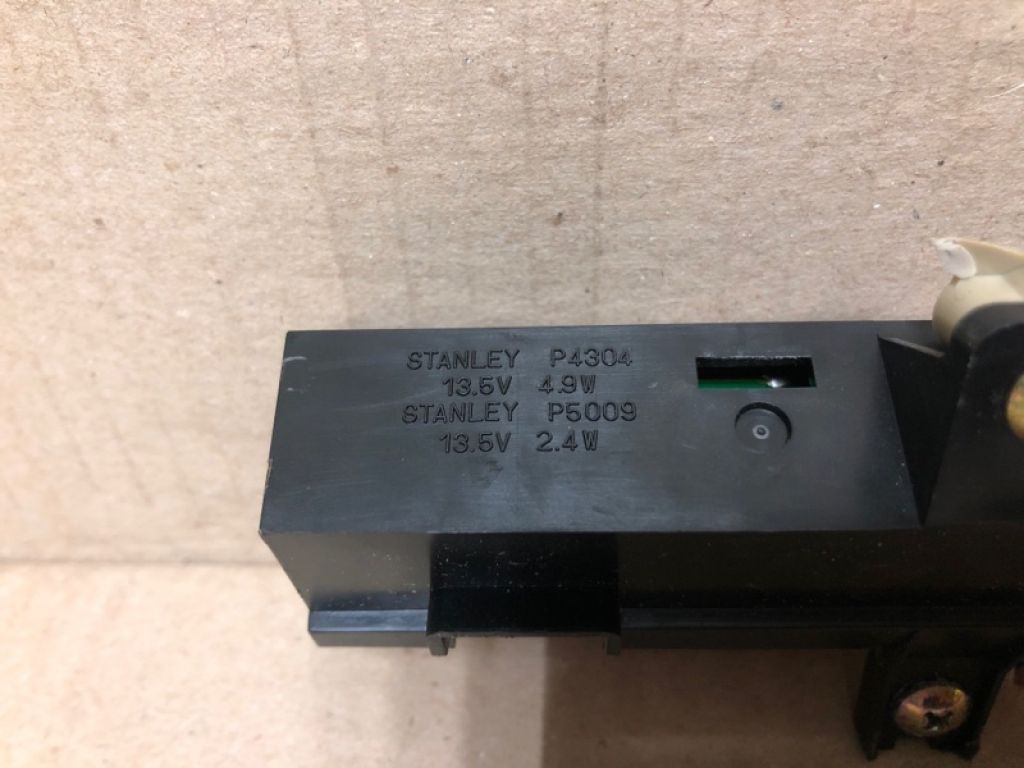 STANLEY P4304
13.5V 4.9W
STANLEY P5009
13.5V 2.4W